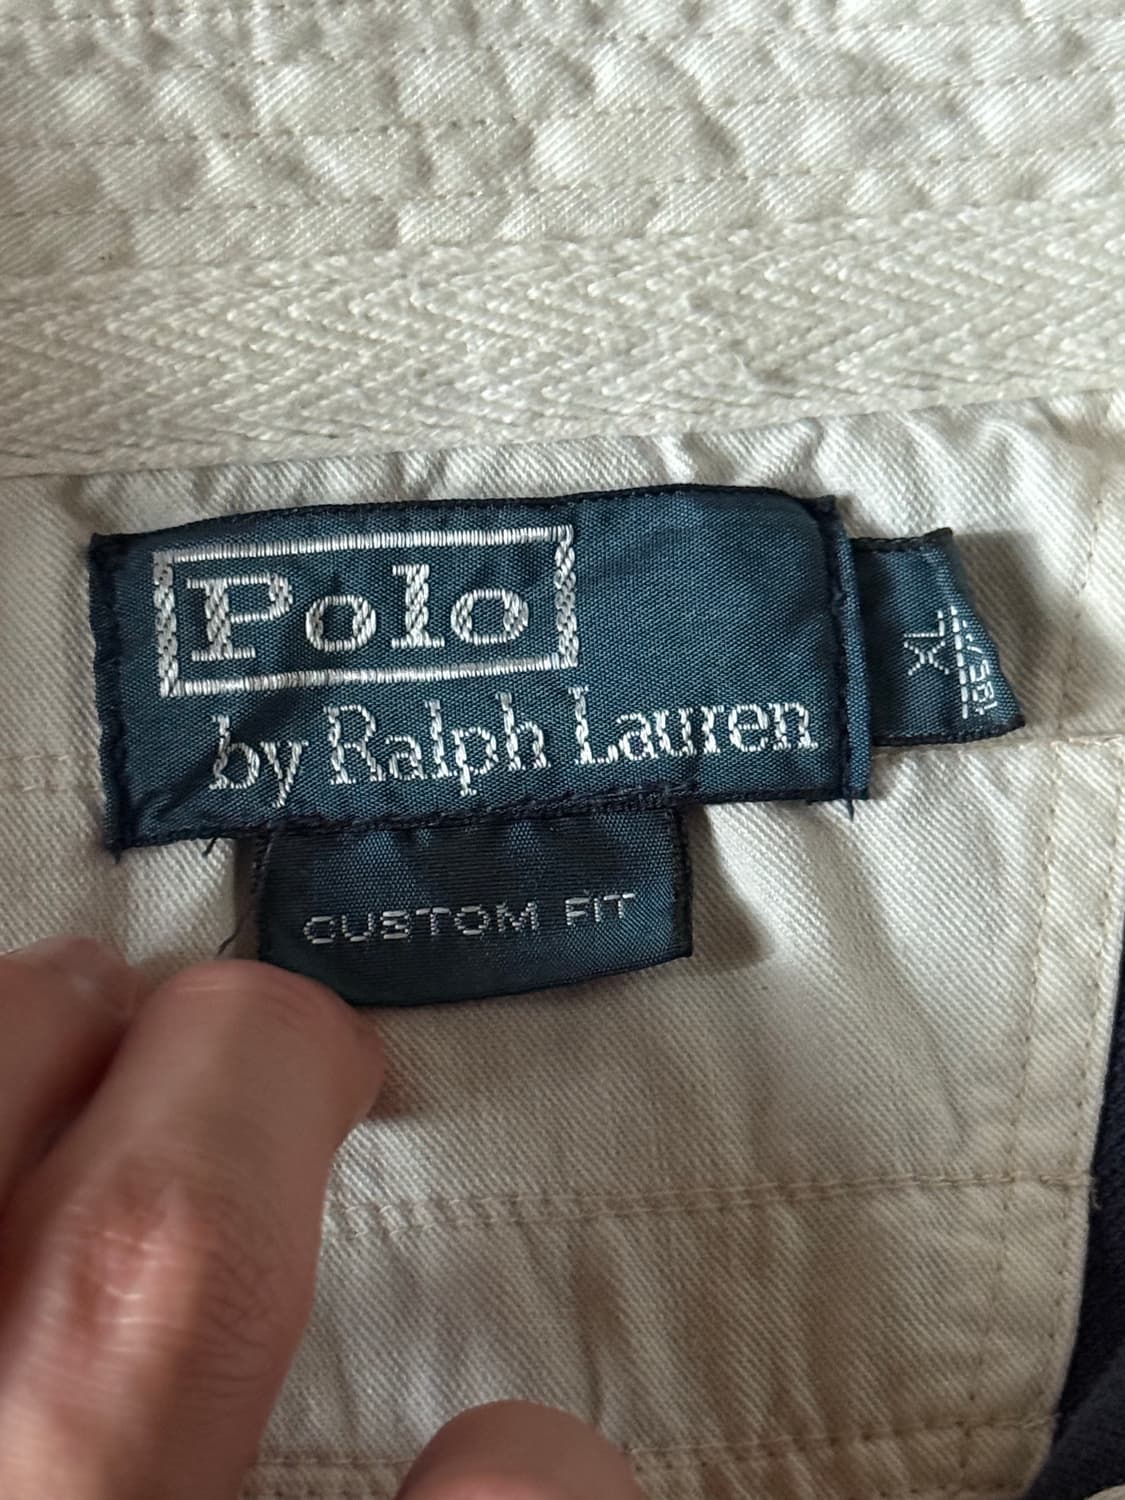 Polo
by Ralph Lauren
XL
CUSTOM FIT